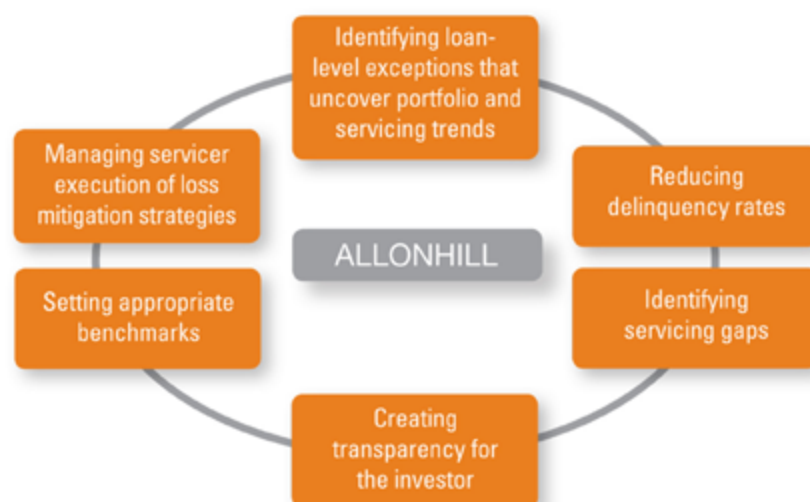 Identifying loan-
level exceptions that
uncover portfolio and
servicing trends
Managing servicer
execution of loss
mitigation strategies
Reducing
delinquency rates
ALLONHILL
Setting appropriate
benchmarks
Identifying
servicing gaps
Creating
transparency for
the investor